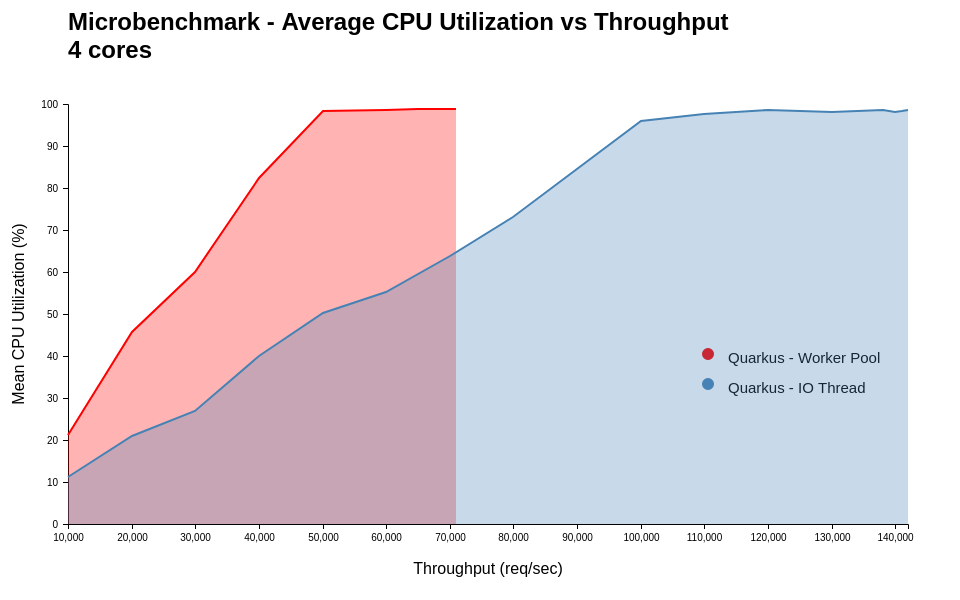 Microbenchmark - Average CPU Utilization vs Throughput
4 cores
Mean CPU Utilization (%)
100
90
80
70
60
50
40
30
20
10
0
10,000 20,000 30,000 40,000 50,000 60,000 70,000 80,000 90,000 100,000 110,000 120,000 130,000 140,000
Throughput (req/sec)
Quarkus - Worker Pool
Quarkus - IO Thread